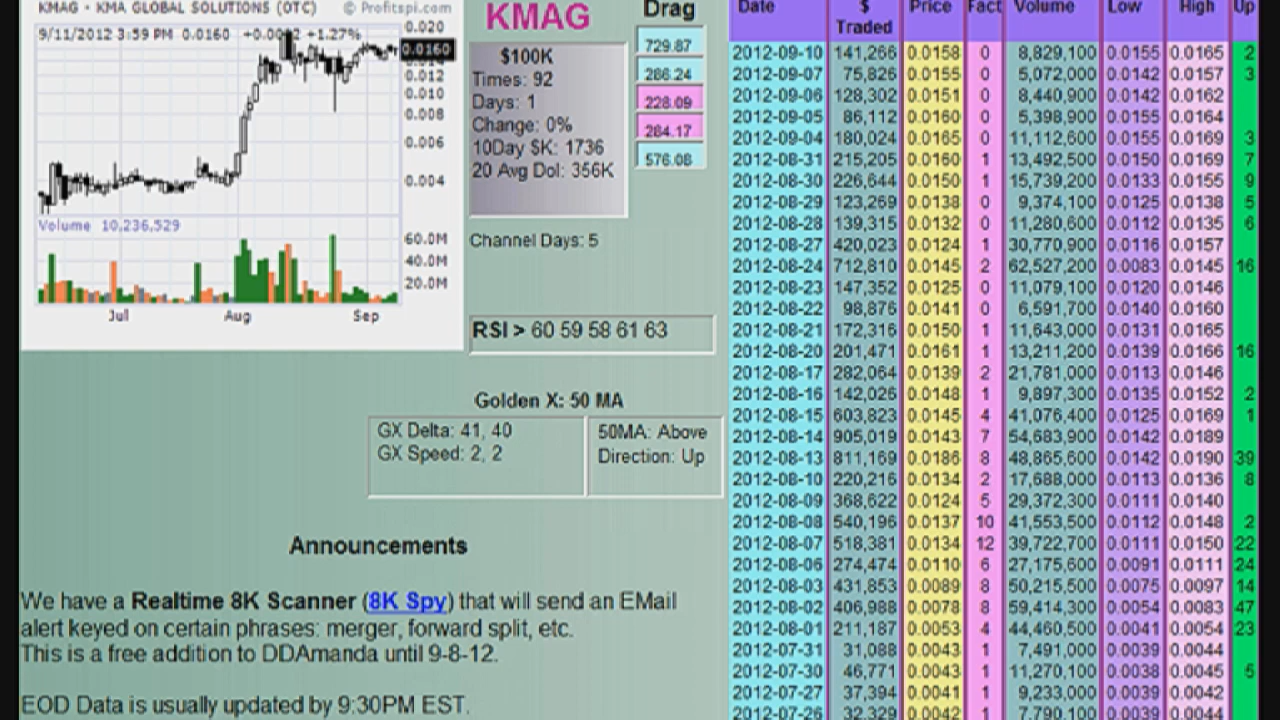 KMAG - KMA GLOBAL SOLUTIONS (OTC) © Profitspi.com
9/11/2012 3:59 PM 0.0160 +0.0002 +1.27%
0.020
0.0160
0.012
0.010
0.008
0.006
0.004
Volume 10,236,529
60.0M
40.0M
20.0M
Jul Aug Sep
KMAG
$100K
Times: 92
Days: 1
Change: 0%
10Day $K: 1736
20 Avg Dol: 356K
Channel Days: 5
RSI > 60 59 58 61 63
Drag
729.87
286.24
228.09
284.17
576.08
Golden X: 50 MA
GX Delta: 41, 40
GX Speed: 2, 2
50MA: Above
Direction: Up
Announcements
We have a Realtime 8K Scanner (8K Spy) that will send an EMail
alert keyed on certain phrases: merger, forward split, etc.
This is a free addition to DDAmanda until 9-8-12.
EOD Data is usually updated by 9:30PM EST.
Date $ Traded Price Fact Volume Low High Up
2012-09-10 141,266 0.0158 0 8,829,100 0.0155 0.0165 2
2012-09-07 75,826 0.0155 0 5,072,000 0.0142 0.0157 3
2012-09-06 128,302 0.0151 0 8,440,900 0.0142 0.0162
2012-09-05 86,112 0.0160 0 5,398,900 0.0155 0.0164
2012-09-04 180,024 0.0165 0 11,112,600 0.0155 0.0169 3
2012-08-31 215,205 0.0160 1 13,492,500 0.0150 0.0169 7
2012-08-30 226,644 0.0150 1 15,739,200 0.0133 0.0155 9
2012-08-29 123,269 0.0138 0 9,374,100 0.0125 0.0138 5
2012-08-28 139,315 0.0132 0 11,280,600 0.0112 0.0135 6
2012-08-27 420,023 0.0124 1 30,770,900 0.0116 0.0157
2012-08-24 712,810 0.0145 2 62,527,200 0.0083 0.0145 16
2012-08-23 147,352 0.0125 0 11,079,100 0.0120 0.0146
2012-08-22 98,876 0.0141 0 6,591,700 0.0140 0.0160
2012-08-21 172,316 0.0150 1 11,643,000 0.0131 0.0165
2012-08-20 201,471 0.0161 1 13,211,200 0.0139 0.0166 16
2012-08-17 282,064 0.0139 2 21,781,000 0.0113 0.0146
2012-08-16 142,026 0.0148 1 9,897,300 0.0135 0.0152 2
2012-08-15 603,823 0.0145 4 41,076,400 0.0125 0.0169 1
2012-08-14 905,019 0.0143 7 54,683,900 0.0142 0.0189
2012-08-13 811,169 0.0186 8 48,865,600 0.0142 0.0190 39
2012-08-10 220,216 0.0134 2 17,688,000 0.0113 0.0136 8
2012-08-09 368,622 0.0124 5 29,372,300 0.0111 0.0140
2012-08-08 540,196 0.0137 10 41,553,500 0.0112 0.0148 2
2012-08-07 518,381 0.0134 12 39,722,700 0.0111 0.0150 22
2012-08-06 274,474 0.0110 6 27,175,600 0.0091 0.0111 24
2012-08-03 431,853 0.0089 8 50,215,500 0.0075 0.0097 14
2012-08-02 406,988 0.0078 8 59,414,300 0.0054 0.0083 47
2012-08-01 211,187 0.0053 4 44,460,500 0.0041 0.0054 23
2012-07-31 31,088 0.0043 1 7,491,000 0.0039 0.0044
2012-07-30 46,771 0.0043 1 11,270,100 0.0038 0.0045 5
2012-07-27 37,394 0.0041 1 9,233,000 0.0039 0.0042
2012-07-26 32,329 0.0042 1 7,790,100 0.0039 0.0044